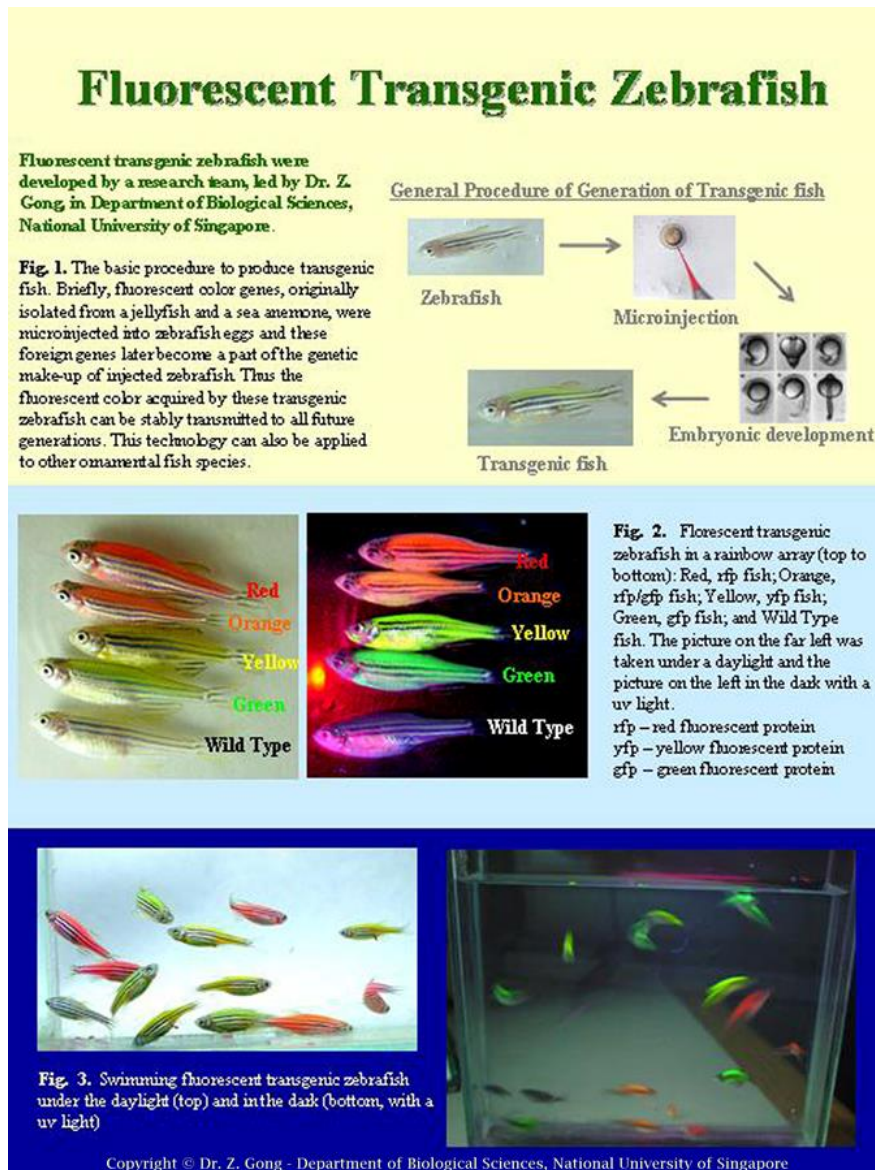 Fluorescent Transgenic Zebrafish
Fluorescent transgenic zebrafish were
developed by a research team, led by Dr. Z.
Gong, in Department of Biological Sciences,
National University of Singapore.
Fig. 1. The basic procedure to produce transgenic
fish. Briefly, fluorescent color genes, originally
isolated from a jellyfish and a sea anemone, were
microinjected into zebrafish eggs and these
foreign genes later become a part of the genetic
make-up of injected zebrafish. Thus the
fluorescent color acquired by these transgenic
zebrafish can be stably transmitted to all future
generations. This technology can also be applied
to other ornamental fish species.
General Procedure of Generation of Transgenic fish
Zebrafish
Microinjection
Embryonic development
Transgenic fish
Red
Orange
Yellow
Green
Wild Type
Red
Orange
Yellow
Green
Wild Type
Fig. 2. Florescent transgenic
zebrafish in a rainbow array (top to
bottom): Red, rfp fish; Orange,
rfp/gfp fish; Yellow, yfp fish;
Green, gfp fish; and Wild Type
fish. The picture on the far left was
taken under a daylight and the
picture on the left in the dark with a
uv light.
rfp – red fluorescent protein
yfp – yellow fluorescent protein
gfp – green fluorescent protein
Fig. 3. Swimming fluorescent transgenic zebrafish
under the daylight (top) and in the dark (bottom, with a
uv light)
Copyright © Dr. Z. Gong - Department of Biological Sciences, National University of Singapore